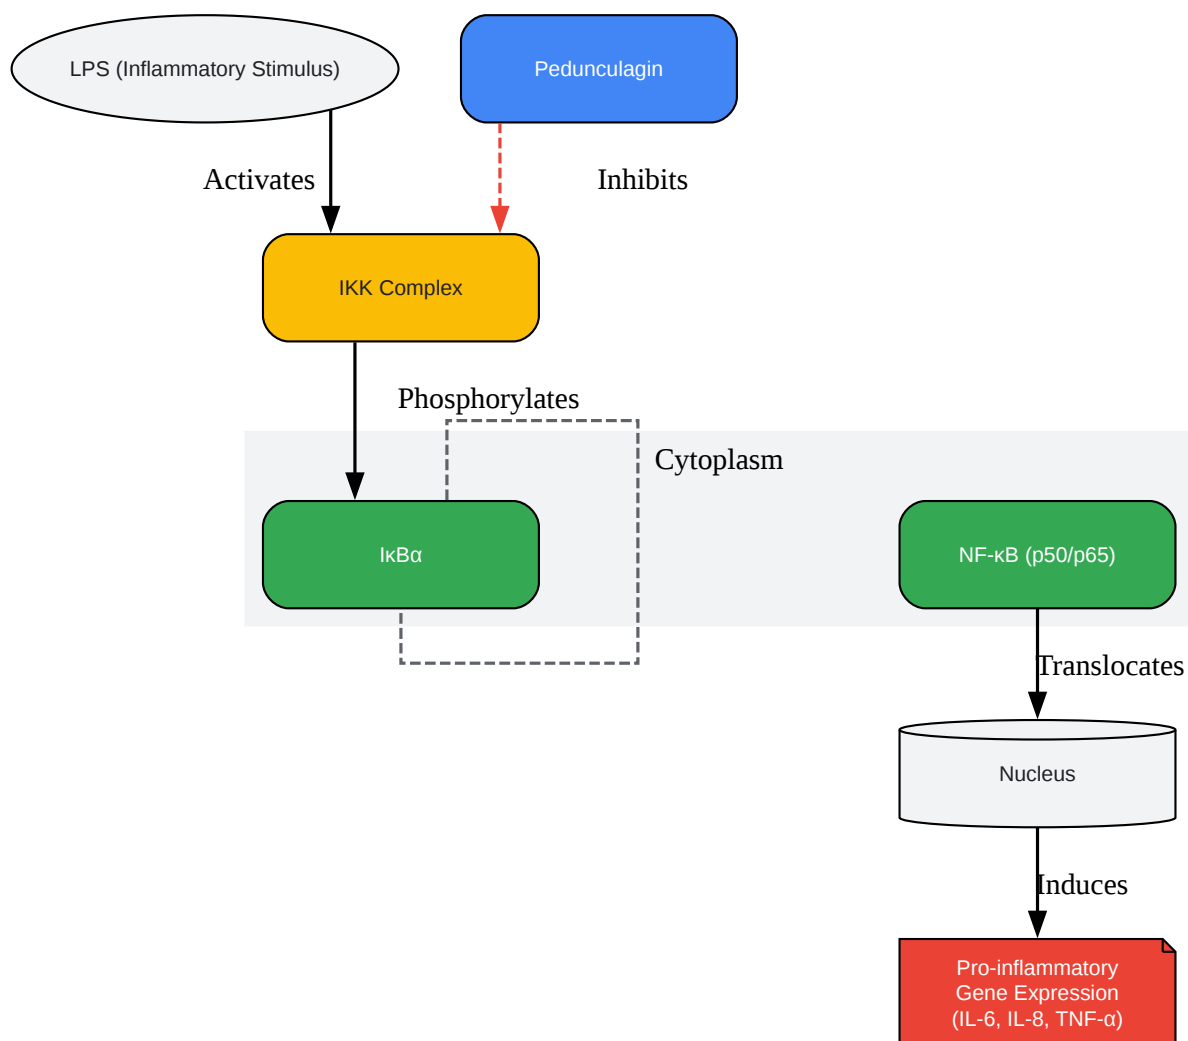 LPS (Inflammatory Stimulus)
Pedunculagin
Activates
Inhibits
IKK Complex
Phosphorylates
Cytoplasm
IκBα
NF-κB (p50/p65)
Translocates
Nucleus
Induces
Pro-inflammatory
Gene Expression
(IL-6, IL-8, TNF-α)